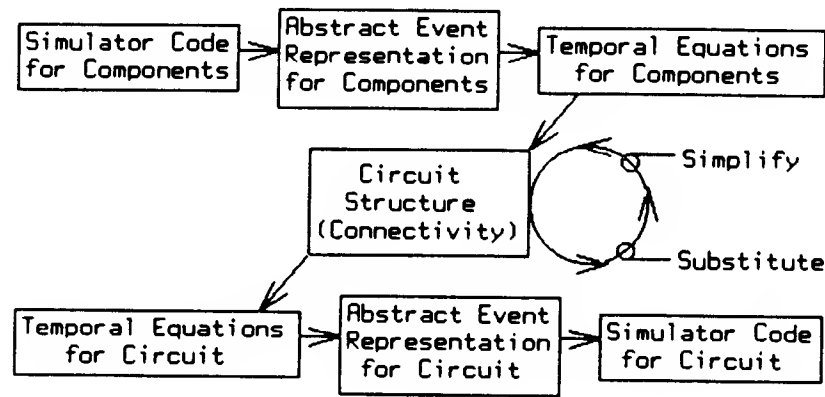 Simulator Code
for Components
Abstract Event
Representation
for Components
Temporal Equations
for Components
Circuit
Structure
(Connectivity)
Simplify
Substitute
Temporal Equations
for Circuit
Abstract Event
Representation
for Circuit
Simulator Code
for Circuit